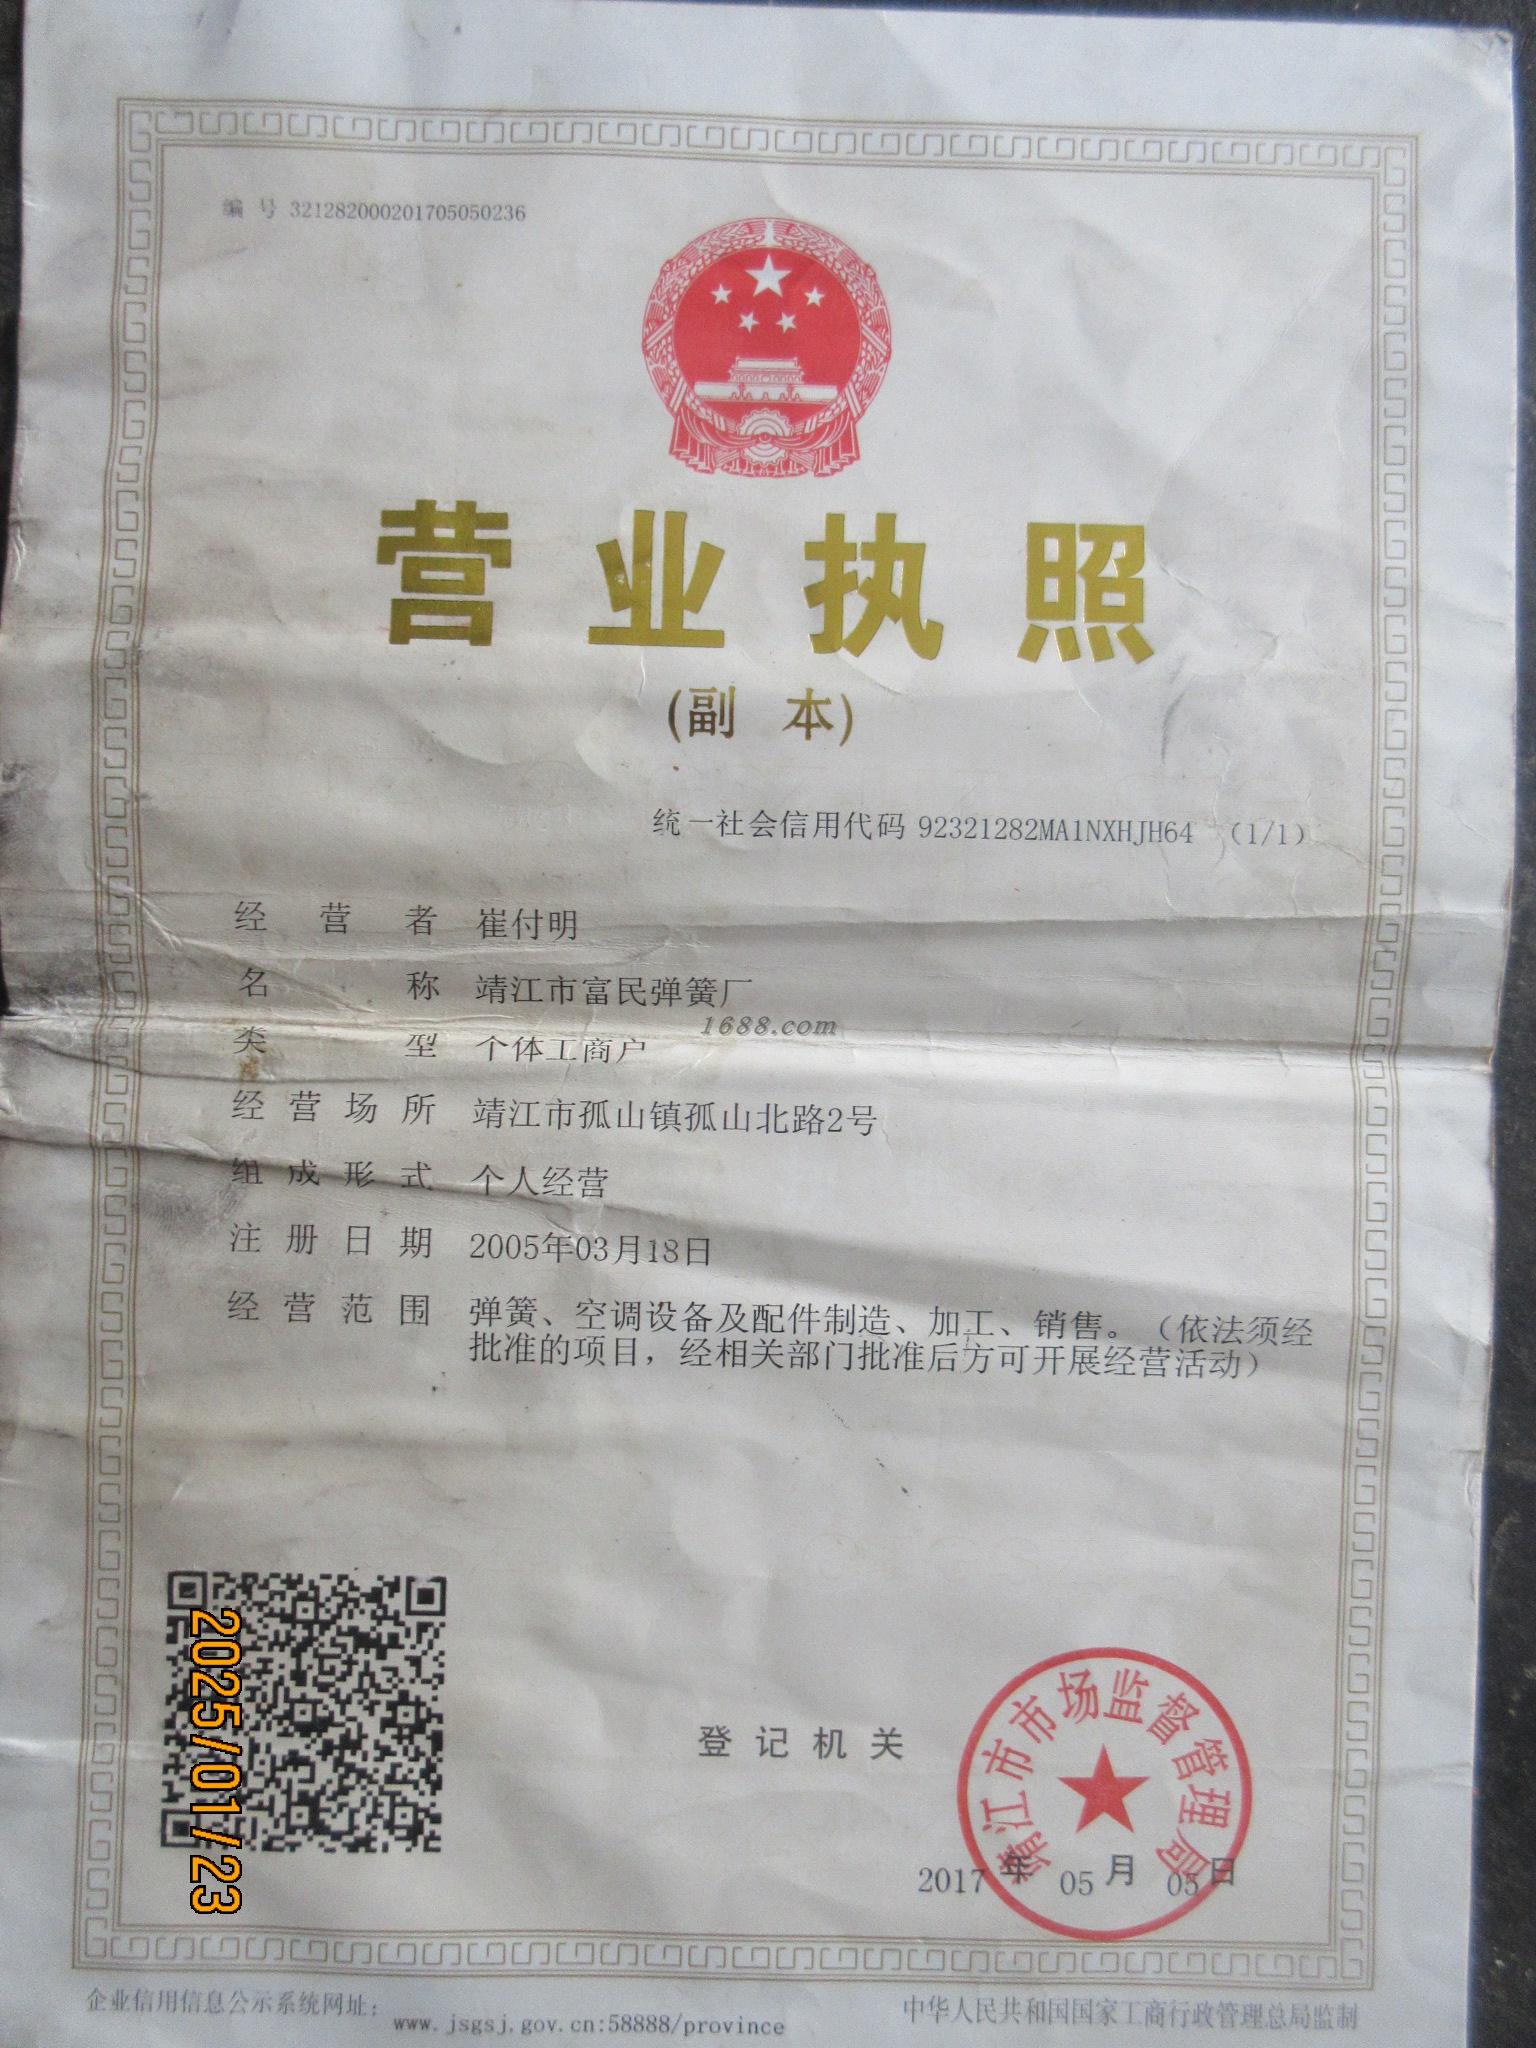 编 号 321282000201705050236
营业执照
(副 本)
统一社会信用代码 92321282MA1NXHJH64 (1/1)
经营者 崔付明
名称 靖江市富民弹簧厂
1688.com
类型 个体工商户
经营场所 靖江市孤山镇孤山北路2号
组成形式 个人经营
注册日期 2005年03月18日
经营范围 弹簧、空调设备及配件制造、加工、销售。（依法须经
批准的项目，经相关部门批准后方可开展经营活动）
2025/01/23
登记机关
靖江市市场监督管理局
2017 年 05 月 05 日
企业信用信息公示系统网址：
www.jsgsj.gov.cn:58888/province
中华人民共和国国家工商行政管理总局监制